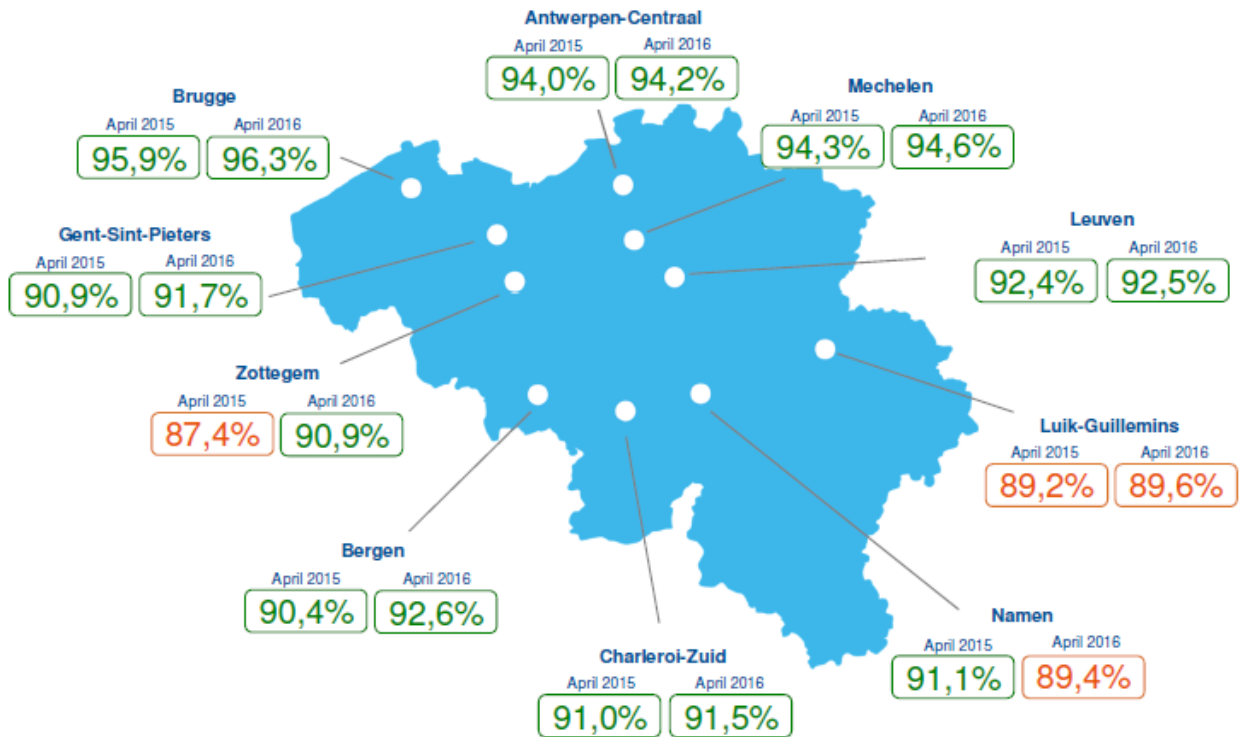 Antwerpen-Centraal
April 2015 April 2016
94,0% 94,2%
Mechelen
April 2015 April 2016
94,3% 94,6%
Brugge
April 2015 April 2016
95,9% 96,3%
Leuven
April 2015 April 2016
92,4% 92,5%
Gent-Sint-Pieters
April 2015 April 2016
90,9% 91,7%
Zottegem
April 2015 April 2016
87,4% 90,9%
Luik-Guillemins
April 2015 April 2016
89,2% 89,6%
Bergen
April 2015 April 2016
90,4% 92,6%
Namen
April 2015 April 2016
91,1% 89,4%
Charleroi-Zuid
April 2015 April 2016
91,0% 91,5%